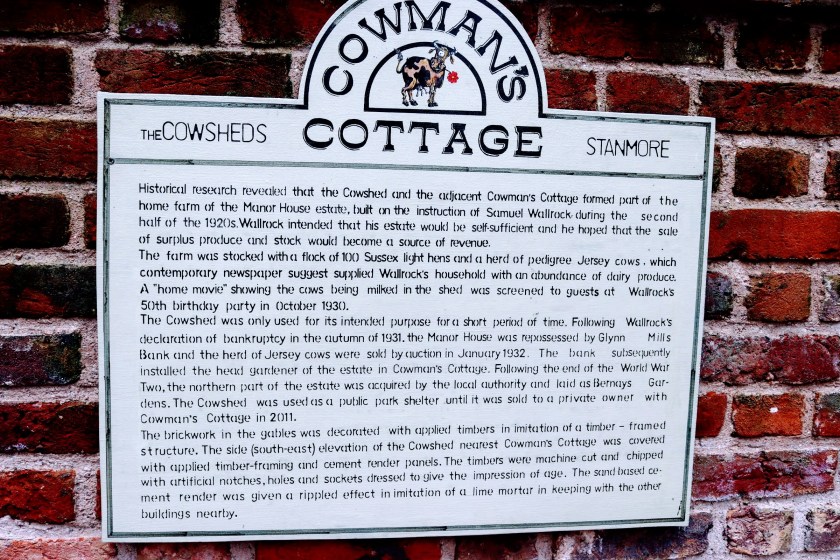 COWMAN'S
COTTAGE
THE COWSHEDS
STANMORE
Historical research revealed that the Cowshed and the adjacent Cowman's Cottage formed part of the
home farm of the Manor House estate, built on the instruction of Samuel Wallrock during the second
half of the 1920s. Wallrock intended that his estate would be self-sufficient and he hoped that the sale
of surplus produce and stock would become a source of revenue.
The farm was stocked with a flock of 100 Sussex light hens and a herd of pedigree Jersey cows, which
contemporary newspaper suggest supplied Wallrock's household with an abundance of dairy produce.
A "home movie" showing the cows being milked in the shed was screened to guests at Wallrock's
50th birthday party in October 1930.
The Cowshed was only used for its intended purpose for a short period of time. Following Wallrock's
declaration of bankruptcy in the autumn of 1931, the Manor House was repossessed by Glynn Mills
Bank and the herd of Jersey cows were sold by auction in January 1932. The bank subsequently
installed the head gardener of the estate in Cowman's Cottage. Following the end of the World War
Two, the northern part of the estate was acquired by the local authority and laid as Bernays Gar-
dens. The Cowshed was used as a public park shelter until it was sold to a private owner with
Cowman's Cottage in 2011.
The brickwork in the gables was decorated with applied timbers in imitation of a timber - framed
structure. The side (south-east) elevation of the Cowshed nearest Cowman's Cottage was covered
with applied timber-framing and cement render panels. The timbers were machine cut and chipped
with artificial notches, holes and sockets dressed to give the impression of age. The sand based ce-
ment render was given a rippled effect in imitation of a lime mortar in keeping with the other
buildings nearby.